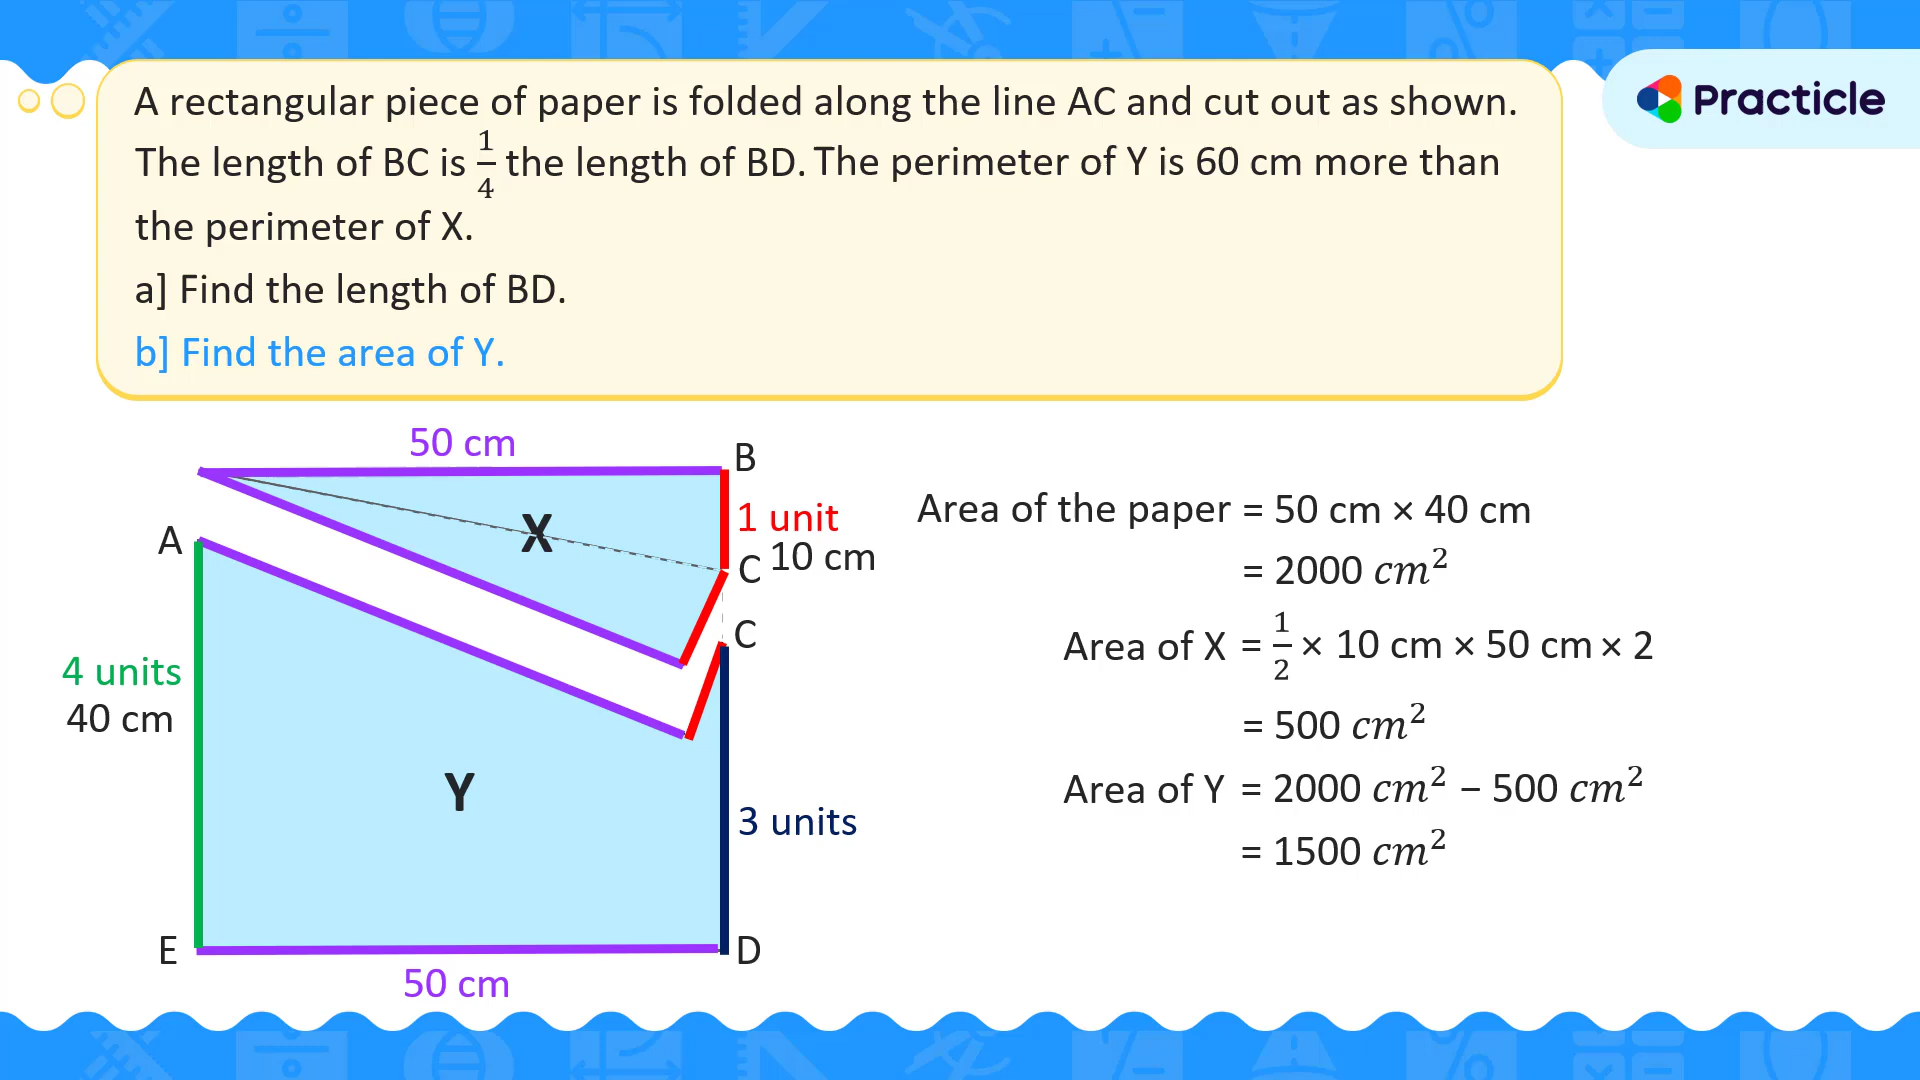 A rectangular piece of paper is folded along the line AC and cut out as shown.
The length of BC is 1/4 the length of BD. The perimeter of Y is 60 cm more than
the perimeter of X.
a] Find the length of BD.
b] Find the area of Y.
Practicle
50 cm
B
X
1 unit
10 cm
C
A
C
4 units
40 cm
Y
3 units
E
D
50 cm
Area of the paper = 50 cm × 40 cm
= 2000 cm²
Area of X = 1/2 × 10 cm × 50 cm × 2
= 500 cm²
Area of Y = 2000 cm² − 500 cm²
= 1500 cm²